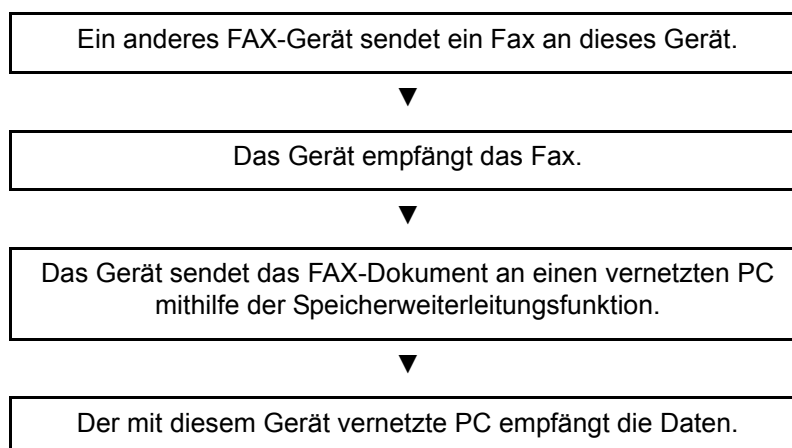 Ein anderes FAX-Gerät sendet ein Fax an dieses Gerät.
▼
Das Gerät empfängt das Fax.
▼
Das Gerät sendet das FAX-Dokument an einen vernetzten PC
mithilfe der Speicherweiterleitungsfunktion.
▼
Der mit diesem Gerät vernetzte PC empfängt die Daten.